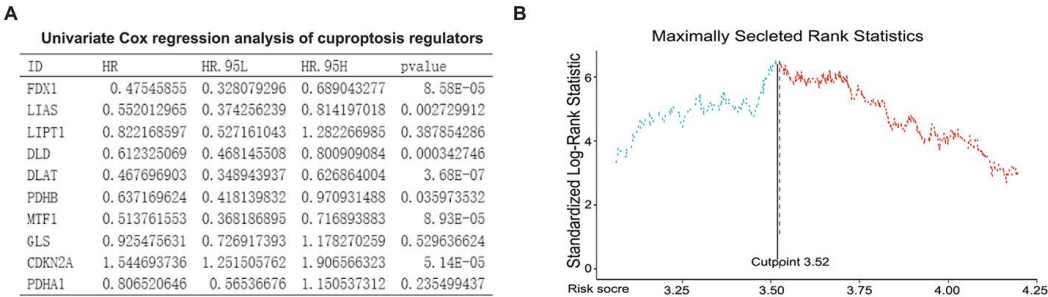 A
Univariate Cox regression analysis of cuproptosis regulators
ID HR HR.95L HR.95H pvalue
FDX1 0.47545855 0.328079296 0.689043277 8.58E-05
LIAS 0.552012965 0.374256239 0.814197018 0.002729912
LIPT1 0.822168597 0.527161043 1.282266985 0.387854286
DLD 0.612325069 0.468145508 0.800909084 0.000342746
DLAT 0.467696903 0.348943937 0.626864004 3.68E-07
PDHB 0.637169624 0.418139832 0.970931488 0.035973532
MTF1 0.513761553 0.368186895 0.716893883 8.93E-05
GLS 0.925475631 0.726917393 1.178270259 0.529636624
CDKN2A 1.544693736 1.251505762 1.906566323 5.14E-05
PDHA1 0.806520646 0.56536676 1.150537312 0.235499437
B
Maximally Secleted Rank Statistics
Standardized Log-Rank Statistic
6
4
2
0
Cutpoint 3.52
Risk socre 3.25 3.50 3.75 4.00 4.25